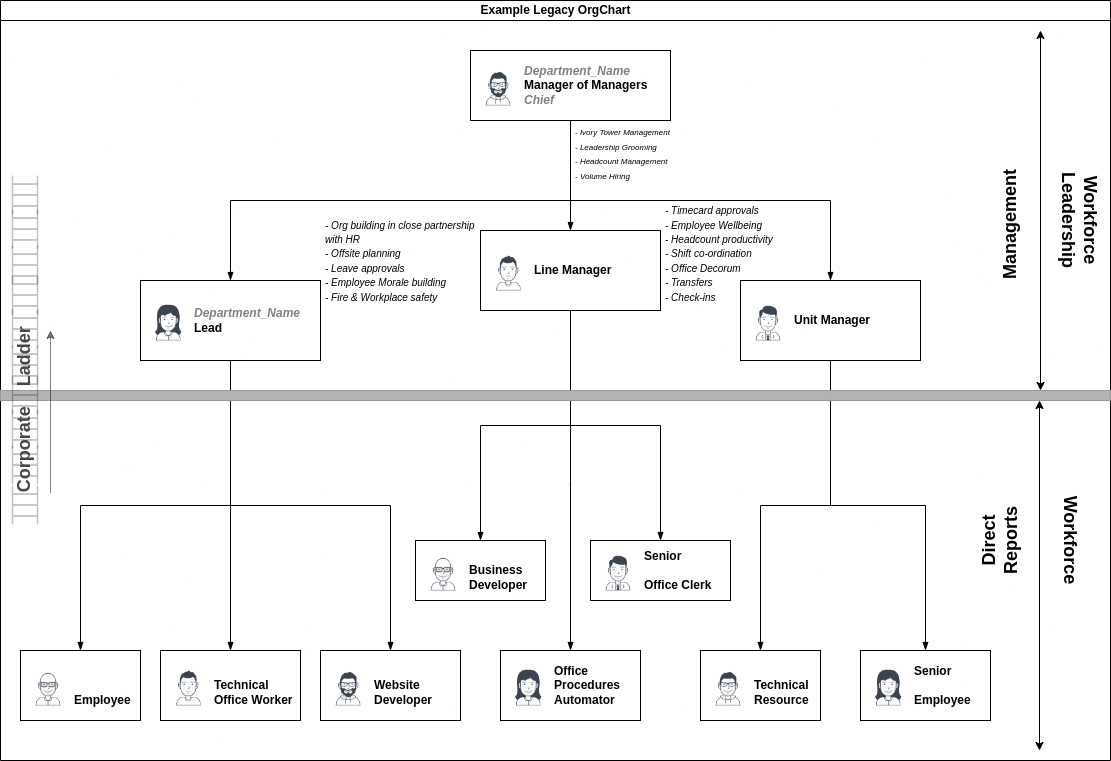 Example Legacy OrgChart
Department_Name
Manager of Managers
Chief
- Ivory Tower Management
- Leadership Grooming
- Headcount Management
- Volume Hiring
- Org building in close partnership
with HR
- Offsite planning
- Leave approvals
- Employee Morale building
- Fire & Workplace safety
Line Manager
- Timecard approvals
- Employee Wellbeing
- Headcount productivity
- Shift co-ordination
- Office Decorum
- Transfers
- Check-ins
Department_Name
Lead
Unit Manager
Management
Workforce
Leadership
Corporate Ladder
Business
Developer
Senior
Office Clerk
Direct
Reports
Workforce
Employee
Technical
Office Worker
Website
Developer
Office
Procedures
Automator
Technical
Resource
Senior
Employee